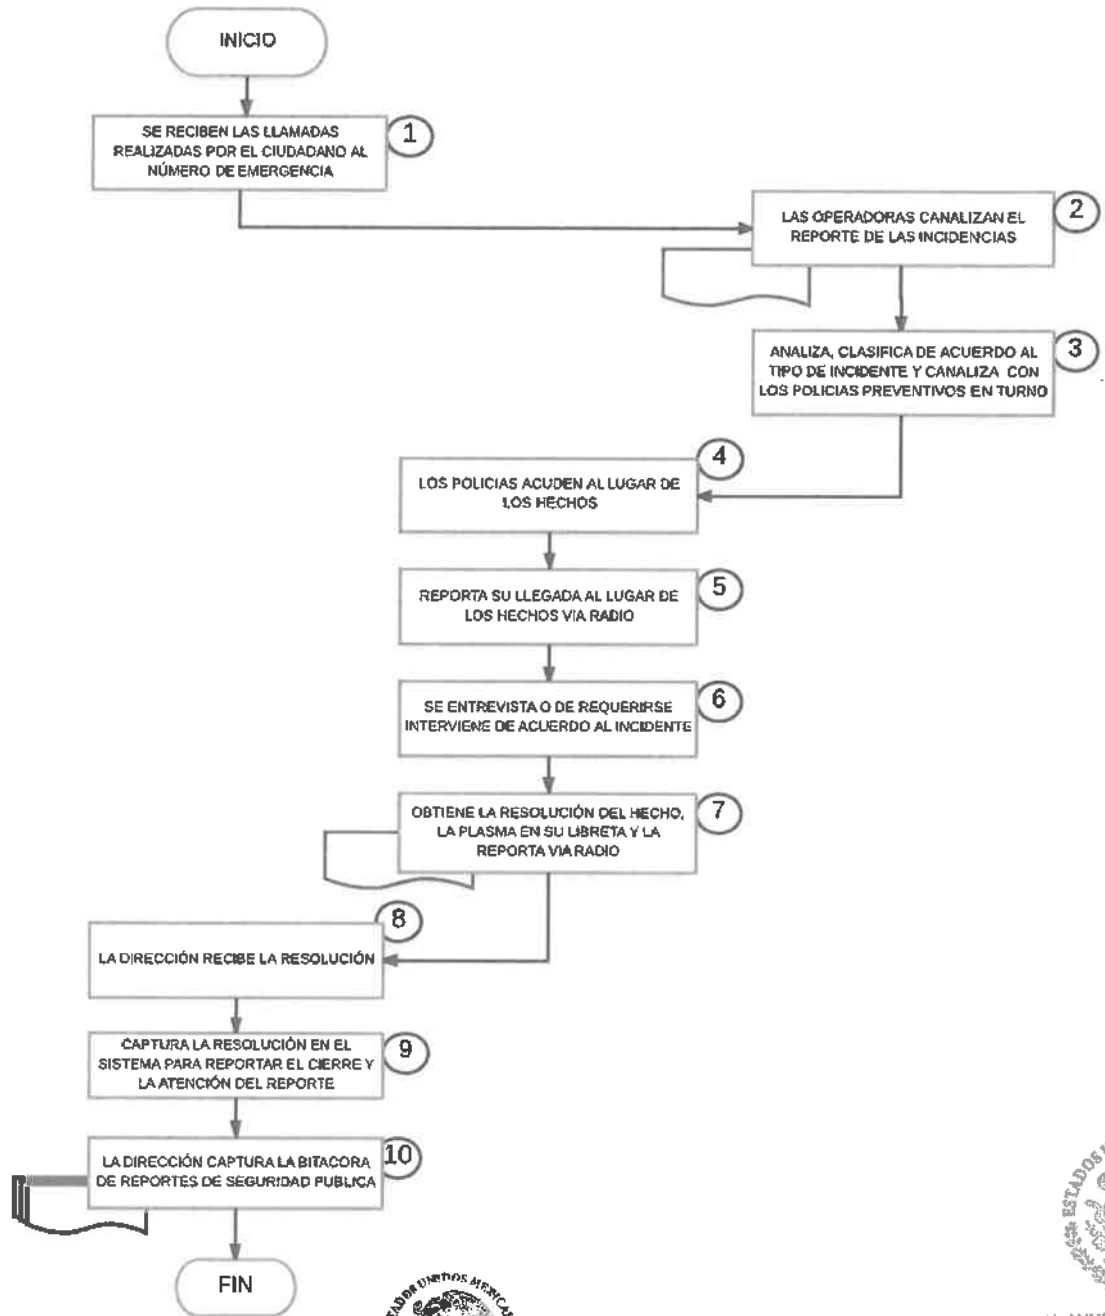 INICIO
SE RECIBEN LAS LLAMADAS
REALIZADAS POR EL CIUDADANO AL
NÚMERO DE EMERGENCIA
1
LAS OPERADORAS CANALIZAN EL
REPORTE DE LAS INCIDENCIAS
2
ANALIZA, CLASIFICA DE ACUERDO AL
TIPO DE INCIDENTE Y CANALIZA CON
LOS POLICIAS PREVENTIVOS EN TURNO
3
LOS POLICIAS ACUDEN AL LUGAR DE
LOS HECHOS
4
REPORTA SU LLEGADA AL LUGAR DE
LOS HECHOS VIA RADIO
5
SE ENTREVISTA O DE REQUERIRSE
INTERVIENE DE ACUERDO AL INCIDENTE
6
OBTIENE LA RESOLUCIÓN DEL HECHO,
LA PLASMA EN SU LIBRETA Y LA
REPORTA VIA RADIO
7
LA DIRECCIÓN RECIBE LA RESOLUCIÓN
8
CAPTURA LA RESOLUCIÓN EN EL
SISTEMA PARA REPORTAR EL CIERRE Y
LA ATENCIÓN DEL REPORTE
9
LA DIRECCIÓN CAPTURA LA BITACORA
DE REPORTES DE SEGURIDAD PUBLICA
10
FIN
UNIDOS
ESTADOS